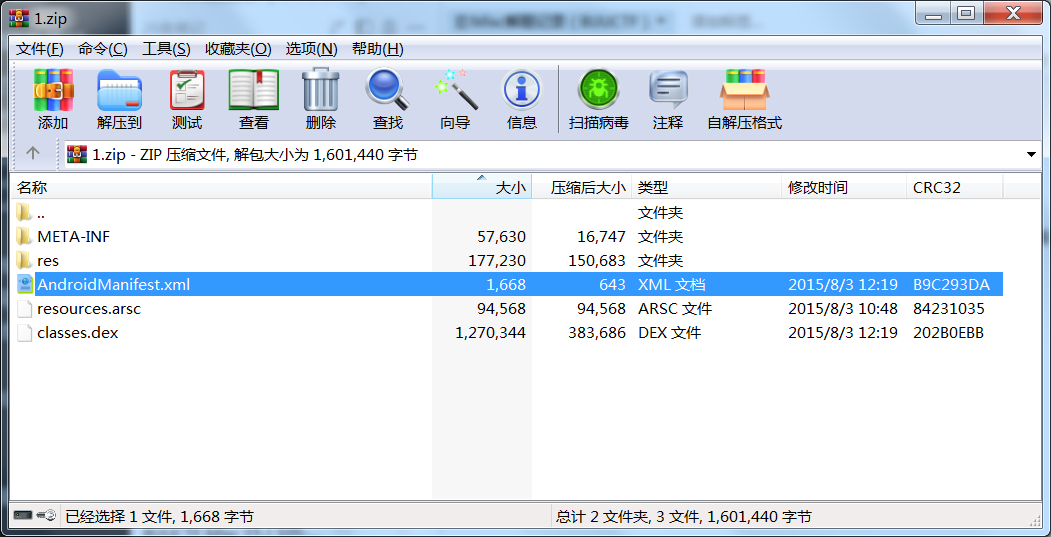 1.zip
文件(F) 命令(C) 工具(S) 收藏夹(O) 选项(N) 帮助(H)
添加 解压到 测试 查看 删除 查找 向导 信息 扫描病毒 注释 自解压格式
1.zip - ZIP 压缩文件, 解包大小为 1,601,440 字节
名称 大小 压缩后大小 类型 修改时间 CRC32
.. 文件夹
META-INF 57,630 16,747 文件夹
res 177,230 150,683 文件夹
AndroidManifest.xml 1,668 643 XML 文档 2015/8/3 12:19 B9C293DA
resources.arsc 94,568 94,568 ARSC 文件 2015/8/3 10:48 84231035
classes.dex 1,270,344 383,686 DEX 文件 2015/8/3 12:19 202B0EBB
已经选择 1 文件, 1,668 字节 总计 2 文件夹, 3 文件, 1,601,440 字节